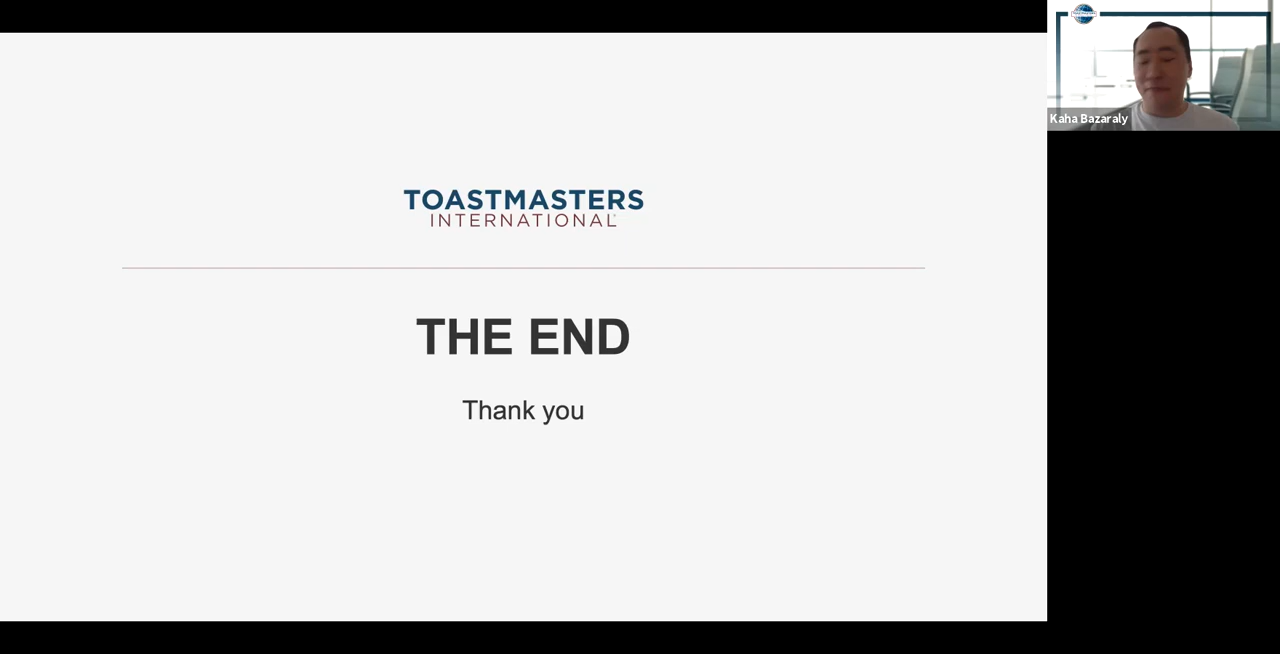 TOASTMASTERS
INTERNATIONAL
THE END
Thank you
Kaha Bazaraly